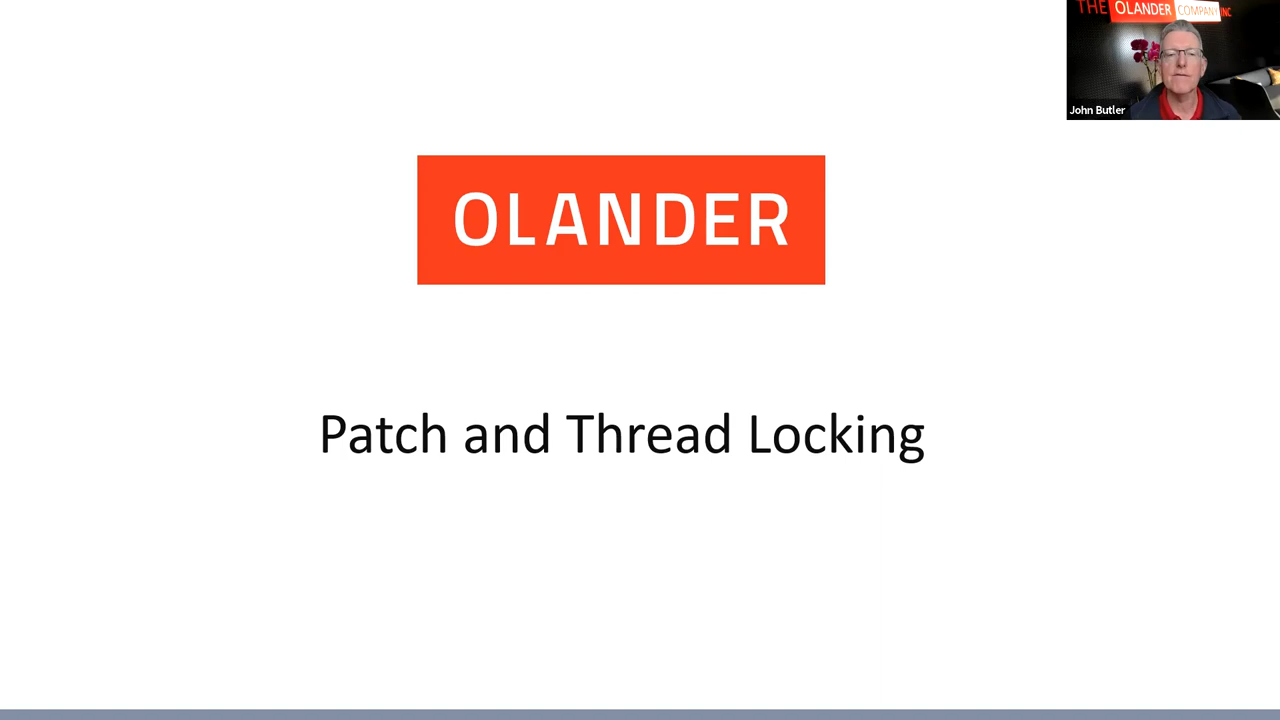 THE OLANDER COMPANY INC
John Butler
OLANDER
Patch and Thread Locking